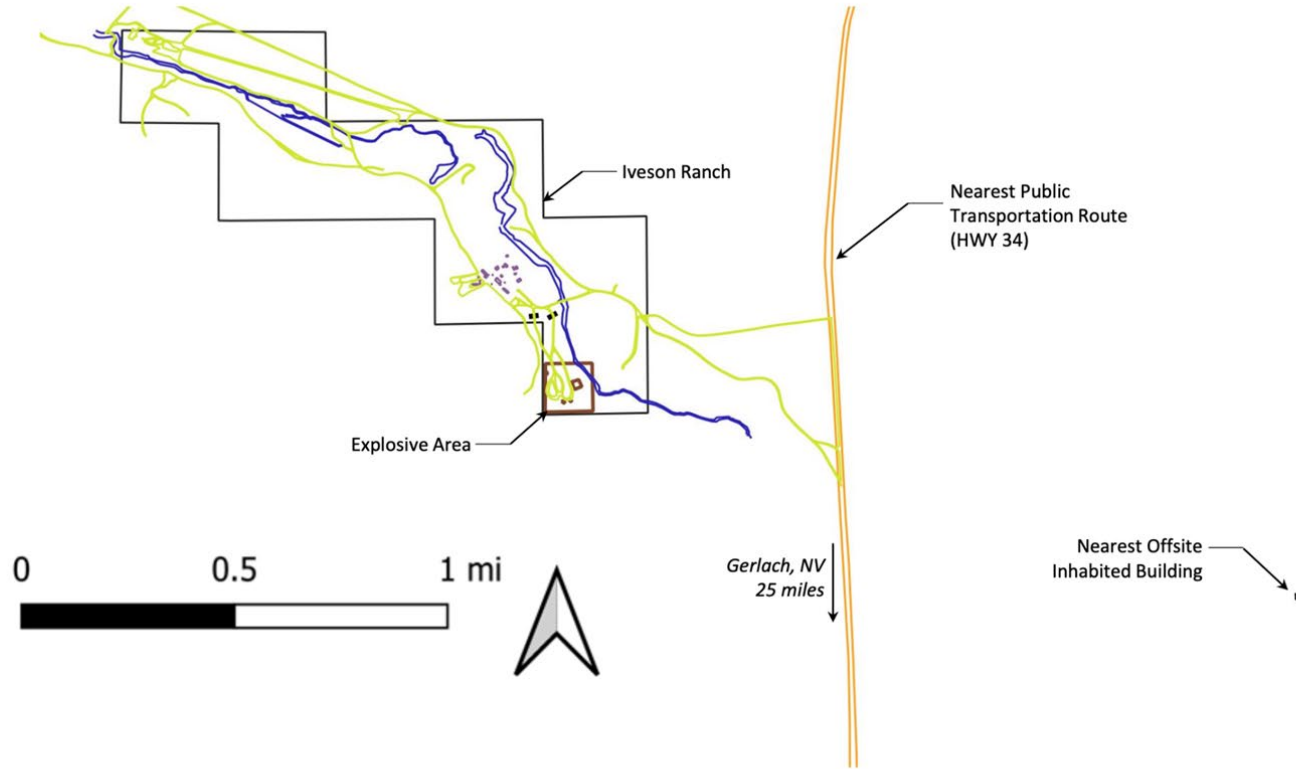 Iveson Ranch
Nearest Public
Transportation Route
(HWY 34)
Explosive Area
0 0.5 1 mi
Gerlach, NV
25 miles
Nearest Offsite
Inhabited Building